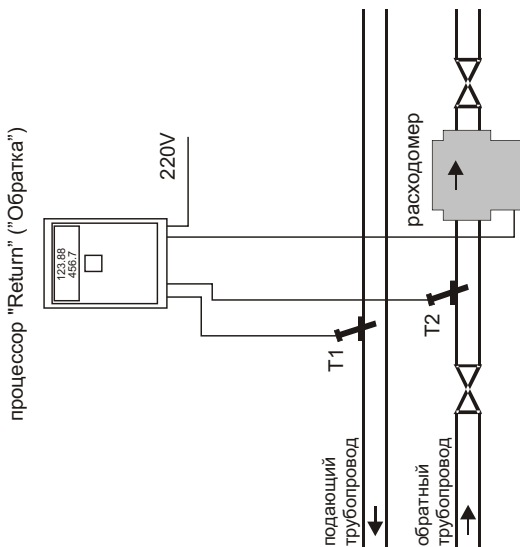 процессор "Return" ("Обратка")
123.88
456.7
220V
T1
T2
расходомер
подающий
трубопровод
обратный
трубопровод